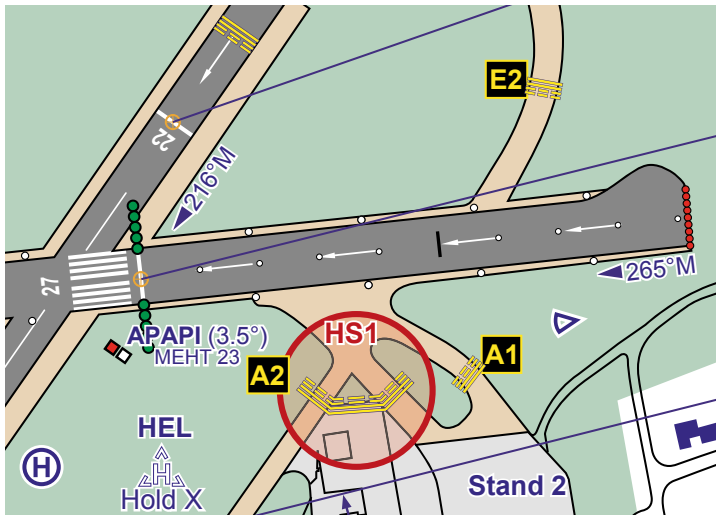 E2
22
216°M
27
265°M
APAPI (3.5°)
MEHT 23
HS1
A2
A1
HEL
H
H
Hold X
Stand 2